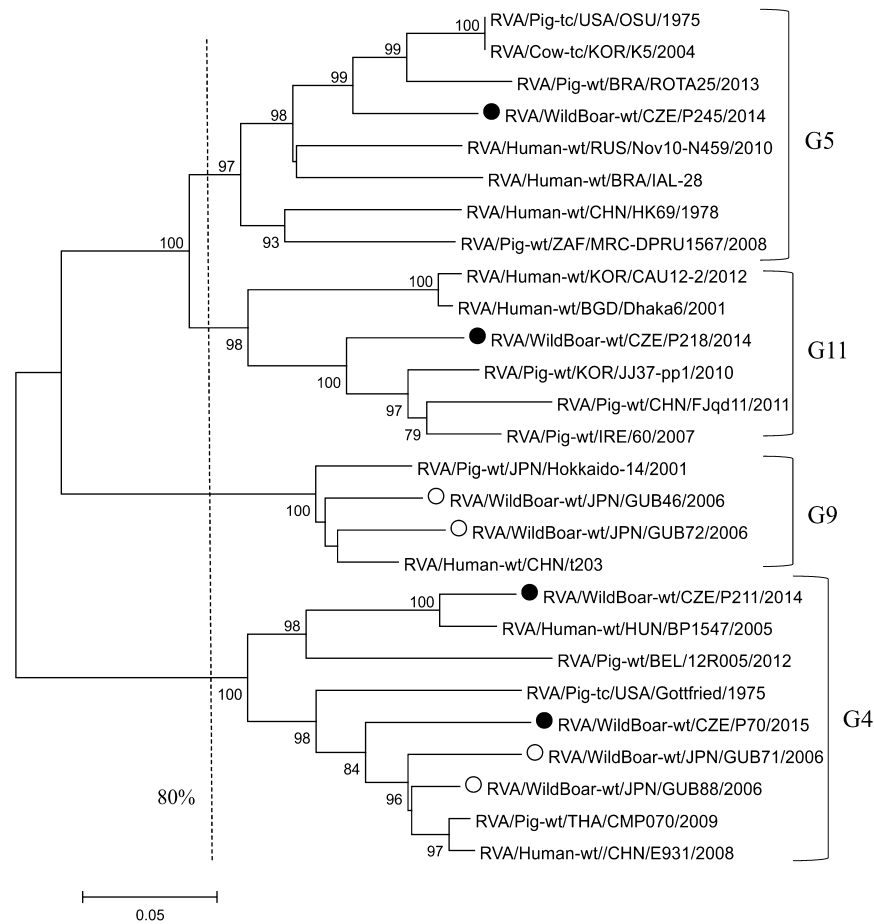 100
RVA/Pig-tc/USA/OSU/1975
RVA/Cow-tc/KOR/K5/2004
99
RVA/Pig-wt/BRA/ROTA25/2013
99
RVA/WildBoar-wt/CZE/P245/2014
98
G5
RVA/Human-wt/RUS/Nov10-N459/2010
97
RVA/Human-wt/BRA/IAL-28
RVA/Human-wt/CHN/HK69/1978
93
RVA/Pig-wt/ZAF/MRC-DPRU1567/2008
100
RVA/Human-wt/KOR/CAU12-2/2012
100
RVA/Human-wt/BGD/Dhaka6/2001
98
RVA/WildBoar-wt/CZE/P218/2014
G11
RVA/Pig-wt/KOR/JJ37-pp1/2010
100
RVA/Pig-wt/CHN/FJqd11/2011
97
RVA/Pig-wt/IRE/60/2007
79
RVA/Pig-wt/JPN/Hokkaido-14/2001
RVA/WildBoar-wt/JPN/GUB46/2006
100
G9
RVA/WildBoar-wt/JPN/GUB72/2006
RVA/Human-wt/CHN/t203
RVA/WildBoar-wt/CZE/P211/2014
100
98
RVA/Human-wt/HUN/BP1547/2005
RVA/Pig-wt/BEL/12R005/2012
100
RVA/Pig-tc/USA/Gottfried/1975
G4
RVA/WildBoar-wt/CZE/P70/2015
98
RVA/WildBoar-wt/JPN/GUB71/2006
84
RVA/WildBoar-wt/JPN/GUB88/2006
96
80%
RVA/Pig-wt/THA/CMP070/2009
97
RVA/Human-wt//CHN/E931/2008
0.05